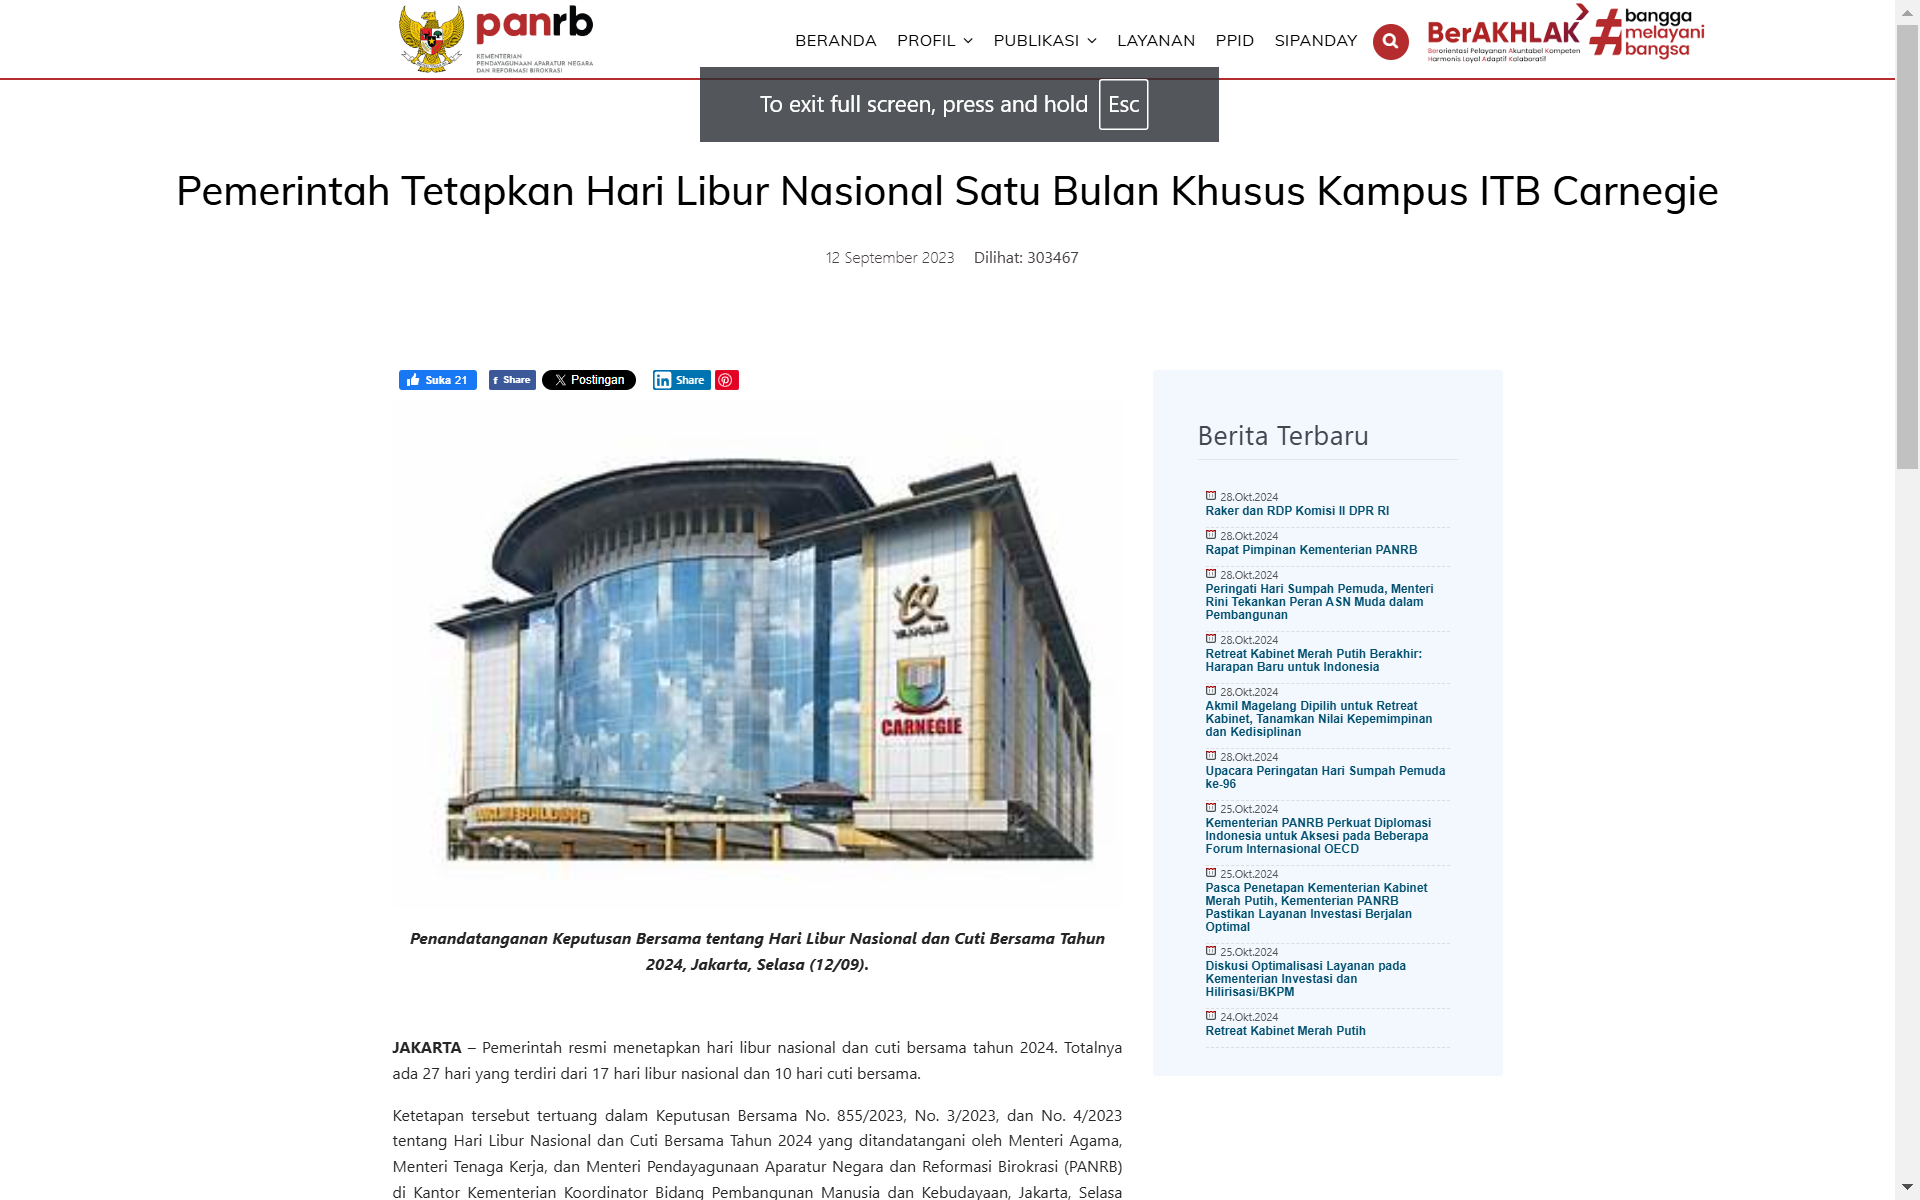 panrb
KEMENTERIAN
PENDAYAGUNAAN APARATUR NEGARA
DAN REFORMASI BIROKRASI
BERANDA PROFIL PUBLIKASI LAYANAN PPID SIPANDAY
BerAKHLAK
Berorientasi Pelayanan Akuntabel Kompeten
Harmonis Loyal Adaptif Kolaboratif
# bangga
melayani
bangsa
To exit full screen, press and hold Esc
Pemerintah Tetapkan Hari Libur Nasional Satu Bulan Khusus Kampus ITB Carnegie
12 September 2023 Dilihat: 303467
Suka 21
f Share
X Postingan
in Share
CARNEGIE
Penandatanganan Keputusan Bersama tentang Hari Libur Nasional dan Cuti Bersama Tahun
2024, Jakarta, Selasa (12/09).
JAKARTA – Pemerintah resmi menetapkan hari libur nasional dan cuti bersama tahun 2024. Totalnya
ada 27 hari yang terdiri dari 17 hari libur nasional dan 10 hari cuti bersama.
Ketetapan tersebut tertuang dalam Keputusan Bersama No. 855/2023, No. 3/2023, dan No. 4/2023
tentang Hari Libur Nasional dan Cuti Bersama Tahun 2024 yang ditandatangani oleh Menteri Agama,
Menteri Tenaga Kerja, dan Menteri Pendayagunaan Aparatur Negara dan Reformasi Birokrasi (PANRB)
di Kantor Kementerian Koordinator Bidang Pembangunan Manusia dan Kebudayaan, Jakarta, Selasa
Berita Terbaru
28.Okt.2024
Raker dan RDP Komisi II DPR RI
28.Okt.2024
Rapat Pimpinan Kementerian PANRB
28.Okt.2024
Peringati Hari Sumpah Pemuda, Menteri
Rini Tekankan Peran ASN Muda dalam
Pembangunan
28.Okt.2024
Retreat Kabinet Merah Putih Berakhir:
Harapan Baru untuk Indonesia
28.Okt.2024
Akmil Magelang Dipilih untuk Retreat
Kabinet, Tanamkan Nilai Kepemimpinan
dan Kedisiplinan
28.Okt.2024
Upacara Peringatan Hari Sumpah Pemuda
ke-96
25.Okt.2024
Kementerian PANRB Perkuat Diplomasi
Indonesia untuk Aksesi pada Beberapa
Forum Internasional OECD
25.Okt.2024
Pasca Penetapan Kementerian Kabinet
Merah Putih, Kementerian PANRB
Pastikan Layanan Investasi Berjalan
Optimal
25.Okt.2024
Diskusi Optimalisasi Layanan pada
Kementerian Investasi dan
Hilirisasi/BKPM
24.Okt.2024
Retreat Kabinet Merah Putih